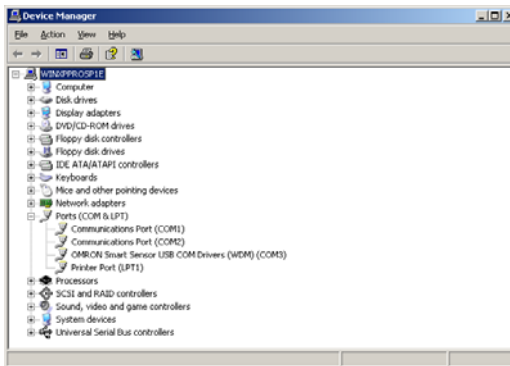 Device Manager
File Action View Help
WINXPPROSP1E
Computer
Disk drives
Display adapters
DVD/CD-ROM drives
Floppy disk controllers
Floppy disk drives
IDE ATA/ATAPI controllers
Keyboards
Mice and other pointing devices
Network adapters
Ports (COM & LPT)
Communications Port (COM1)
Communications Port (COM2)
OMRON Smart Sensor USB COM Drivers (WDM) (COM3)
Printer Port (LPT1)
Processors
SCSI and RAID controllers
Sound, video and game controllers
System devices
Universal Serial Bus controllers